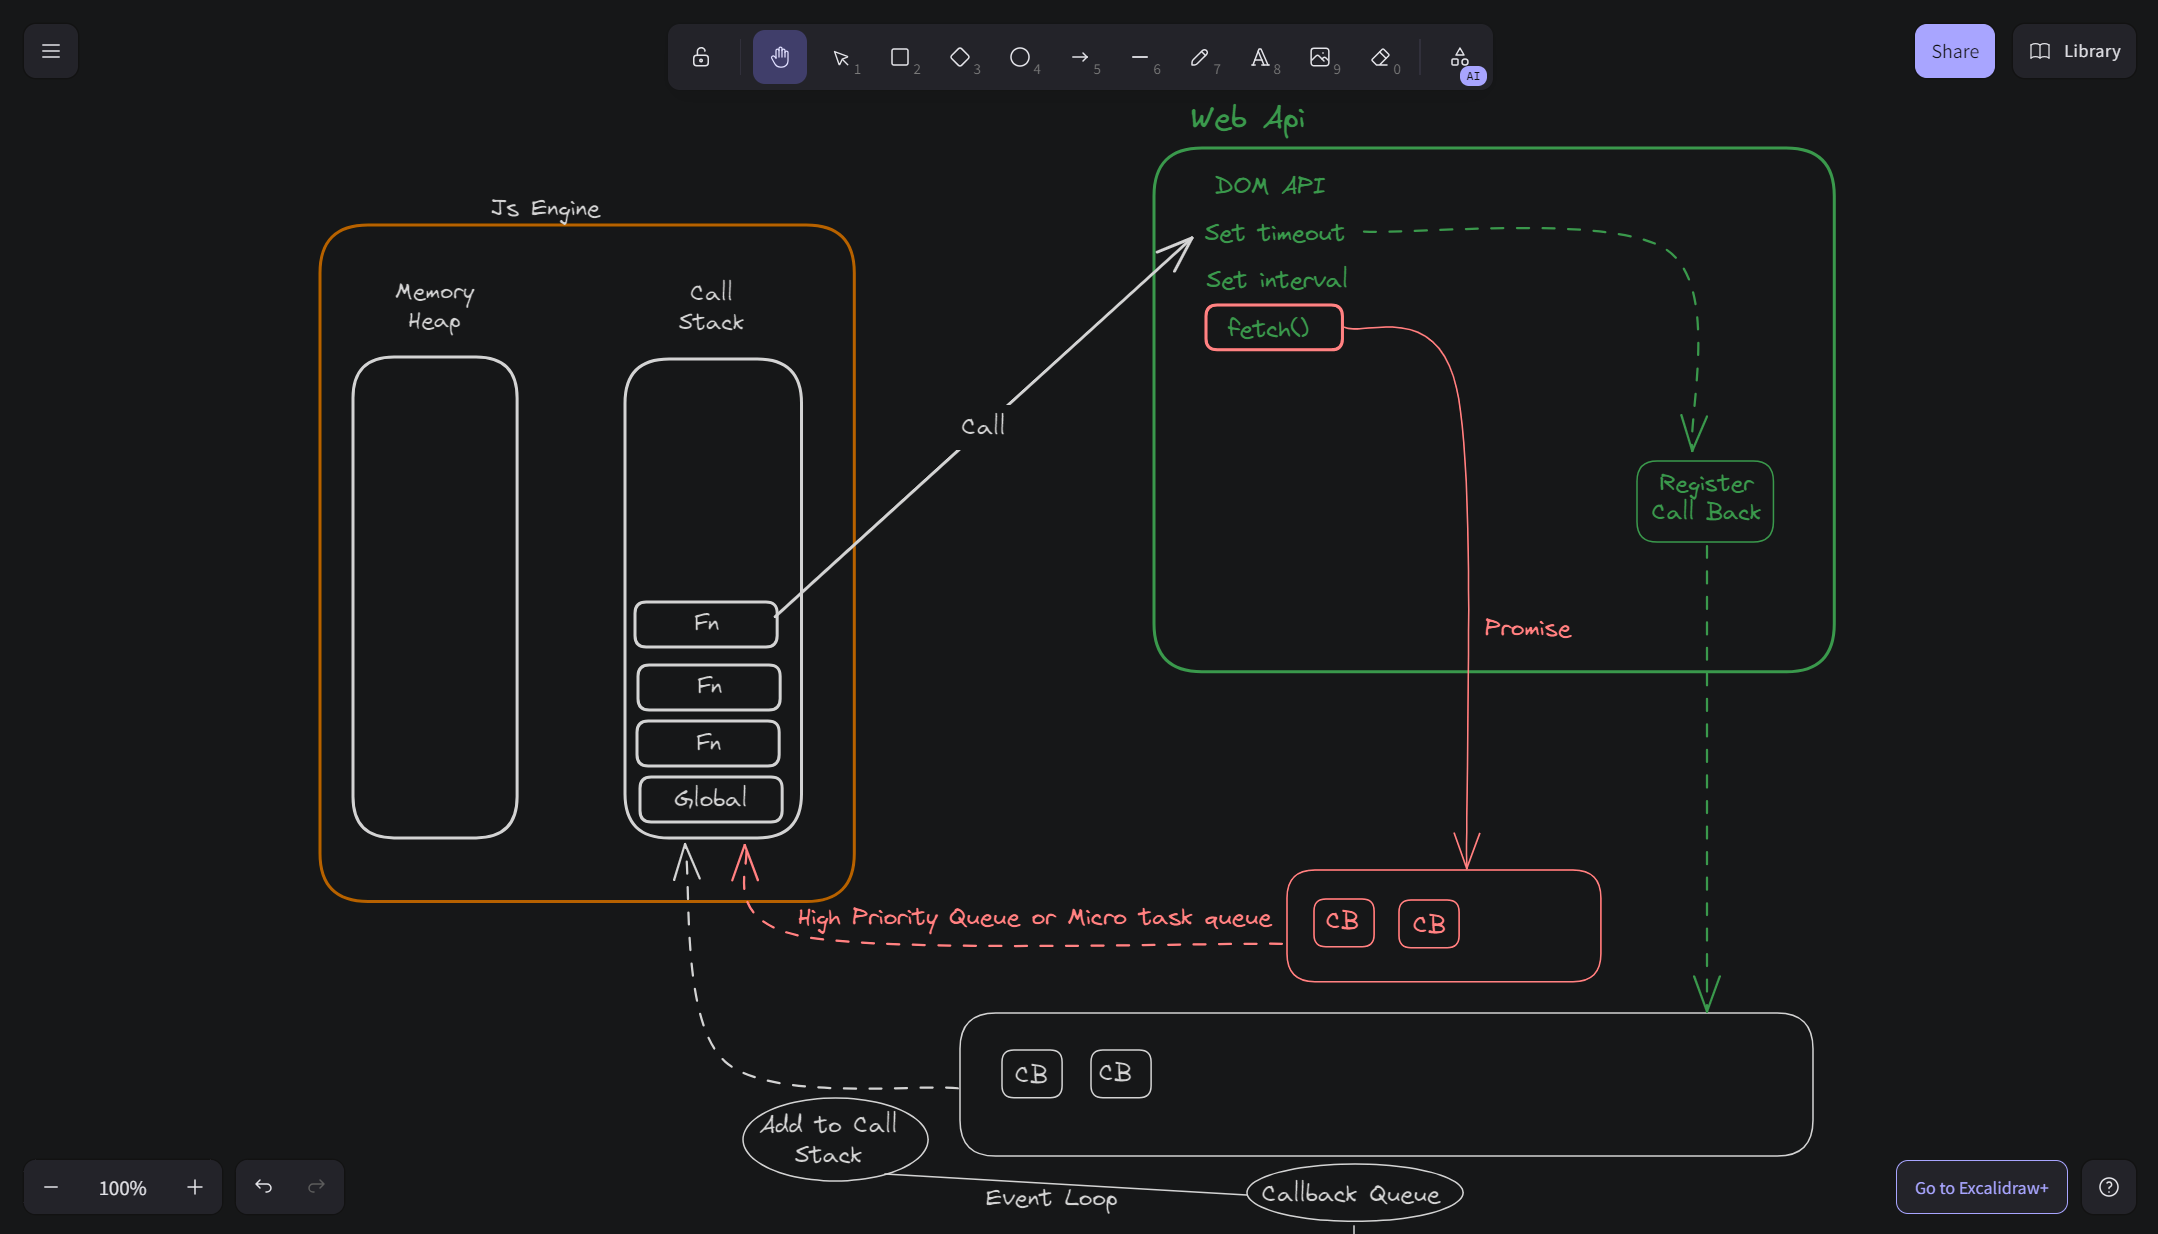 1
2
3
4
5
6
7
8
9
0
AI
Share
Library
Web Api
DOM API
Set timeout
Set interval
fetch()
Js Engine
Memory
Heap
Call
Stack
Call
Register
Call Back
Promise
Fn
Fn
Fn
Global
High Priority Queue or Micro task queue
CB
CB
CB
CB
Add to Call
Stack
Event Loop
Callback Queue
100%
Go to Excalidraw+